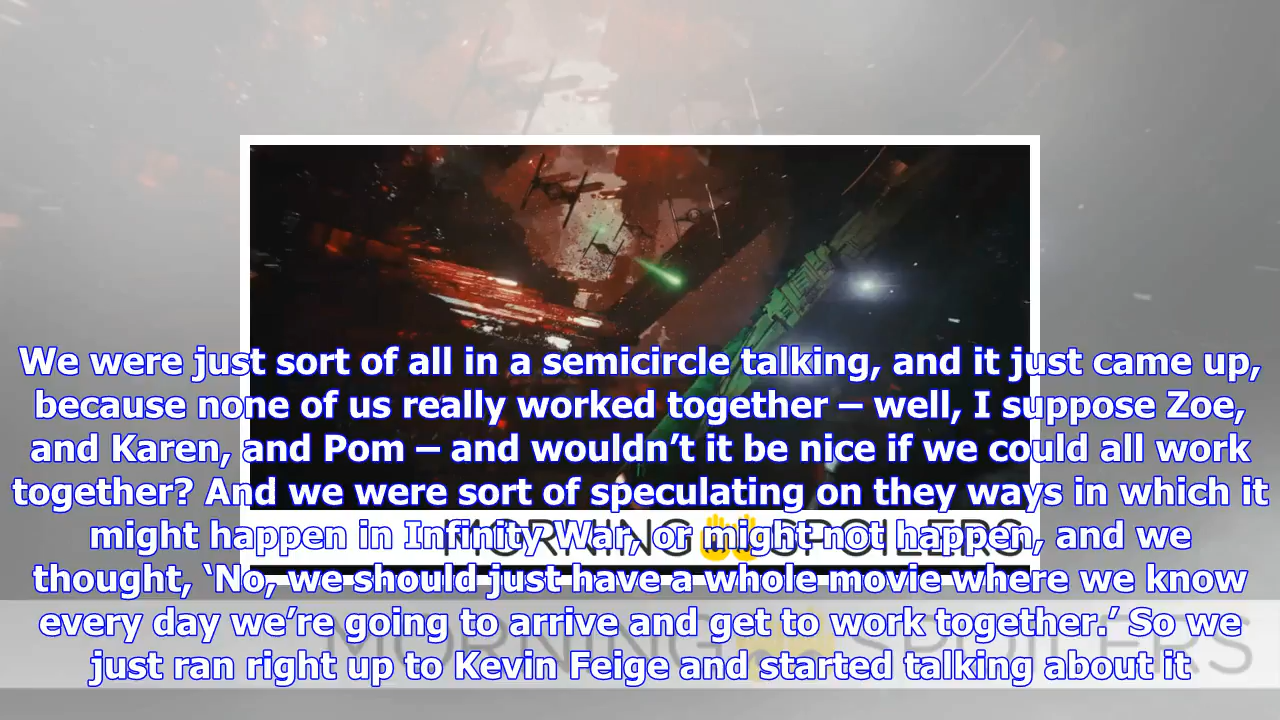 We were just sort of all in a semicircle talking, and it just came up,
because none of us really worked together – well, I suppose Zoe,
and Karen, and Pom – and wouldn’t it be nice if we could all work
together? And we were sort of speculating on they ways in which it
might happen in Infinity War, or might not happen, and we
thought, ‘No, we should just have a whole movie where we know
every day we’re going to arrive and get to work together.’ So we
just ran right up to Kevin Feige and started talking about it
MORNING SPOILERS
MORNING SPOILERS